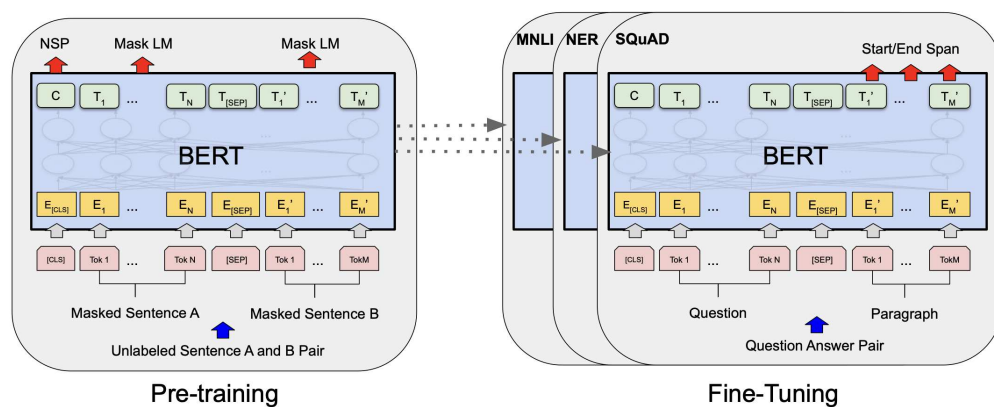 NSP Mask LM Mask LM
C T1 ... TN T[SEP] T1' ... TM'
BERT
E[CLS] E1 ... EN E[SEP] E1' ... EM'
[CLS] Tok 1 ... Tok N [SEP] Tok 1 ... TokM
Masked Sentence A Masked Sentence B
Unlabeled Sentence A and B Pair
Pre-training
MNLI NER SQuAD
Start/End Span
C T1 ... TN T[SEP] T1' ... TM'
BERT
E[CLS] E1 ... EN E[SEP] E1' ... EM'
[CLS] Tok 1 ... Tok N [SEP] Tok 1 ... TokM
Question Paragraph
Question Answer Pair
Fine-Tuning